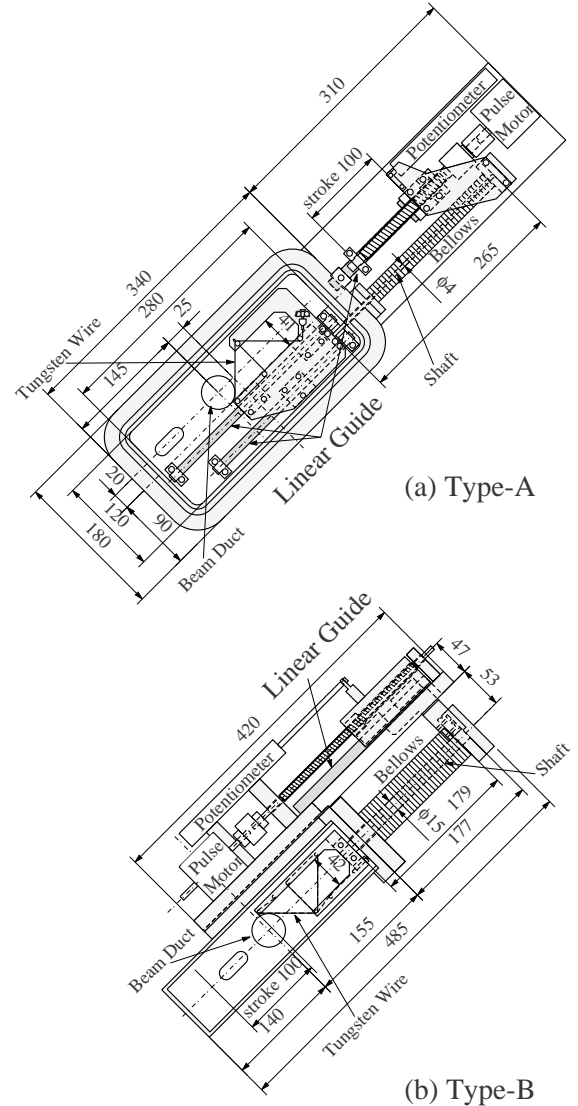 310
Potentiometer
Pulse
Motor
stroke 100
Bellows
265
340
280
25
ϕ4
Tungsten Wire
41
145
Shaft
Linear Guide
20
120
90
180
Beam Duct
(a) Type-A
Linear Guide
47
53
420
Potentiometer
Bellows
Shaft
179
ϕ15
177
Pulse
Motor
42
155
485
Beam Duct
stroke 100
140
Tungsten Wire
(b) Type-B